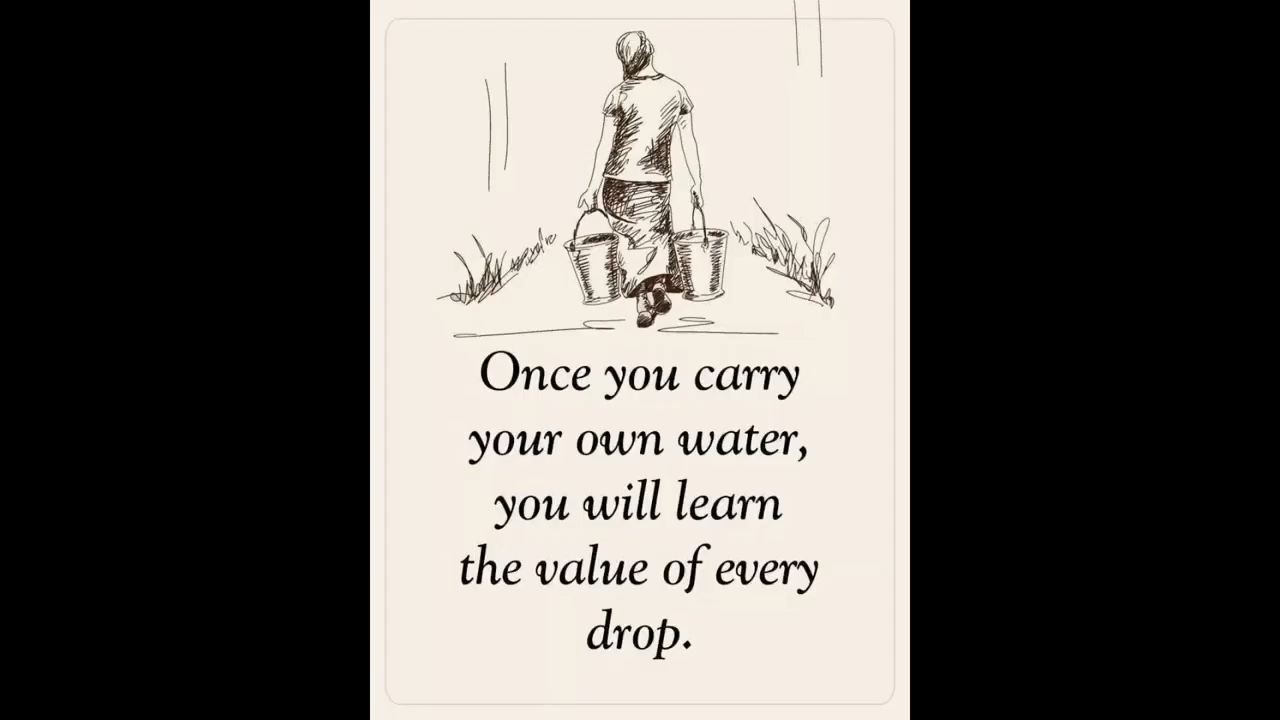 Once you carry
your own water,
you will learn
the value of every
drop.